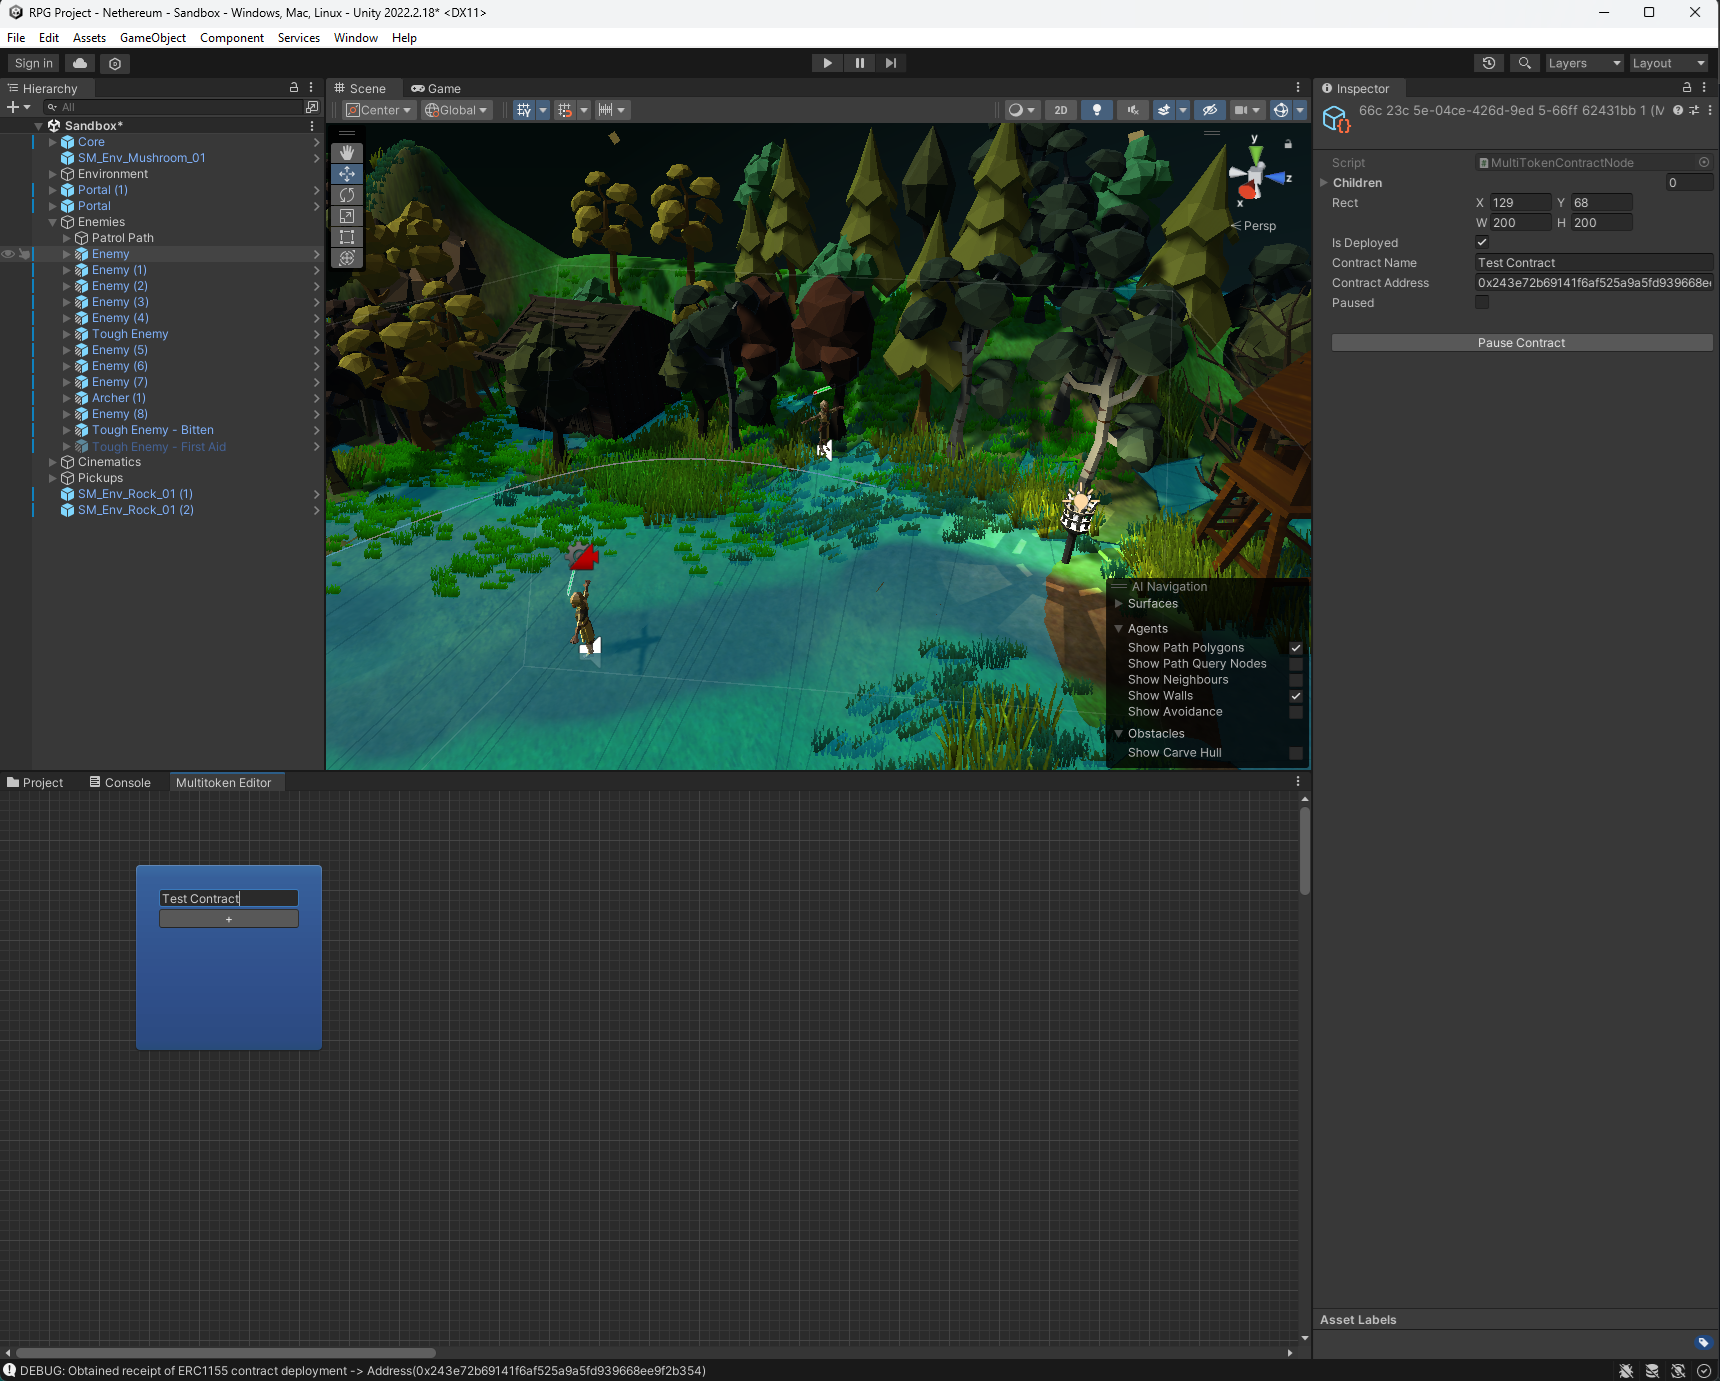 RPG Project - Nethereum - Sandbox - Windows, Mac, Linux - Unity 2022.2.18* <DX11>
File Edit Assets GameObject Component Services Window Help
Sign in
Layers
Layout
Hierarchy
All
Sandbox*
Core
SM_Env_Mushroom_01
Environment
Portal (1)
Portal
Enemies
Patrol Path
Enemy
Enemy (1)
Enemy (2)
Enemy (3)
Enemy (4)
Tough Enemy
Enemy (5)
Enemy (6)
Enemy (7)
Archer (1)
Enemy (8)
Tough Enemy - Bitten
Tough Enemy - First Aid
Cinematics
Pickups
SM_Env_Rock_01 (1)
SM_Env_Rock_01 (2)
Scene
Game
Center
Global
2D
y
z
x
Persp
AI Navigation
Surfaces
Agents
Show Path Polygons
Show Path Query Nodes
Show Neighbours
Show Walls
Show Avoidance
Obstacles
Show Carve Hull
Inspector
66c 23c 5e-04ce-426d-9ed 5-66ff 62431bb 1 (M
Script MultiTokenContractNode
Children 0
Rect X 129 Y 68
W 200 H 200
Is Deployed
Contract Name Test Contract
Contract Address 0x243e72b69141f6af525a9a5fd939668ee
Paused
Pause Contract
Asset Labels
Project
Console
Multitoken Editor
Test Contract
+
DEBUG: Obtained receipt of ERC1155 contract deployment -> Address(0x243e72b69141f6af525a9a5fd939668ee9f2b354)